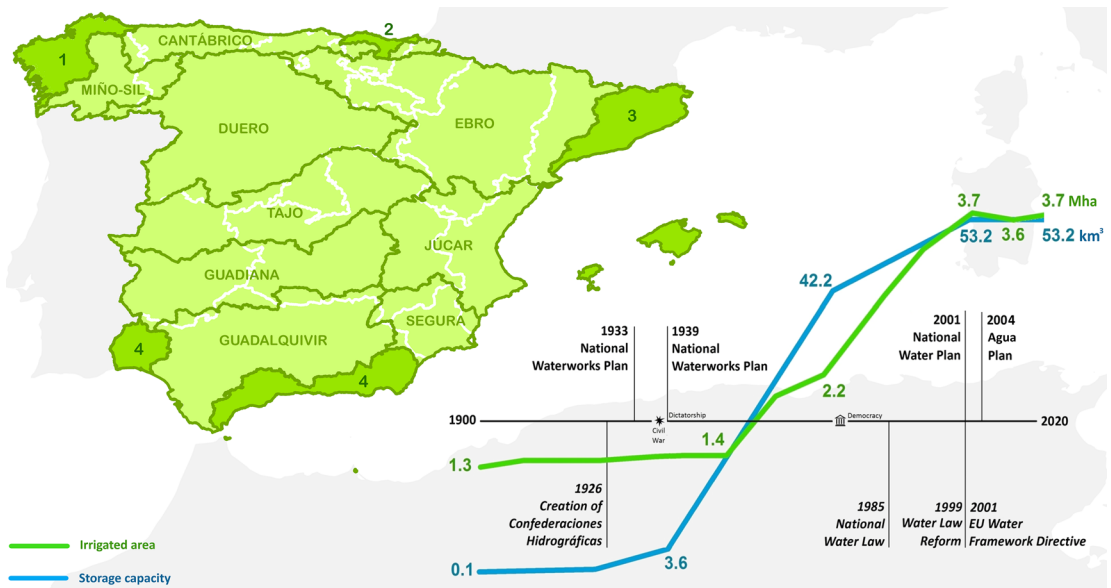 CANTÁBRICO
2
1
MIÑO-SIL
DUERO
EBRO
3
TAJO
JÚCAR
GUADIANA
SEGURA
GUADALQUIVIR
4
4
3.7
3.7 Mha
53.2
3.6
53.2 km³
42.2
2.2
1.4
1.3
0.1
3.6
1933
National
Waterworks Plan
1939
National
Waterworks Plan
2001
National
Water Plan
2004
Agua
Plan
1900
Civil
War
Dictatorship
Democracy
2020
1926
Creation of
Confederaciones
Hidrográficas
1985
National
Water Law
1999
Water Law
Reform
2001
EU Water
Framework Directive
Irrigated area
Storage capacity